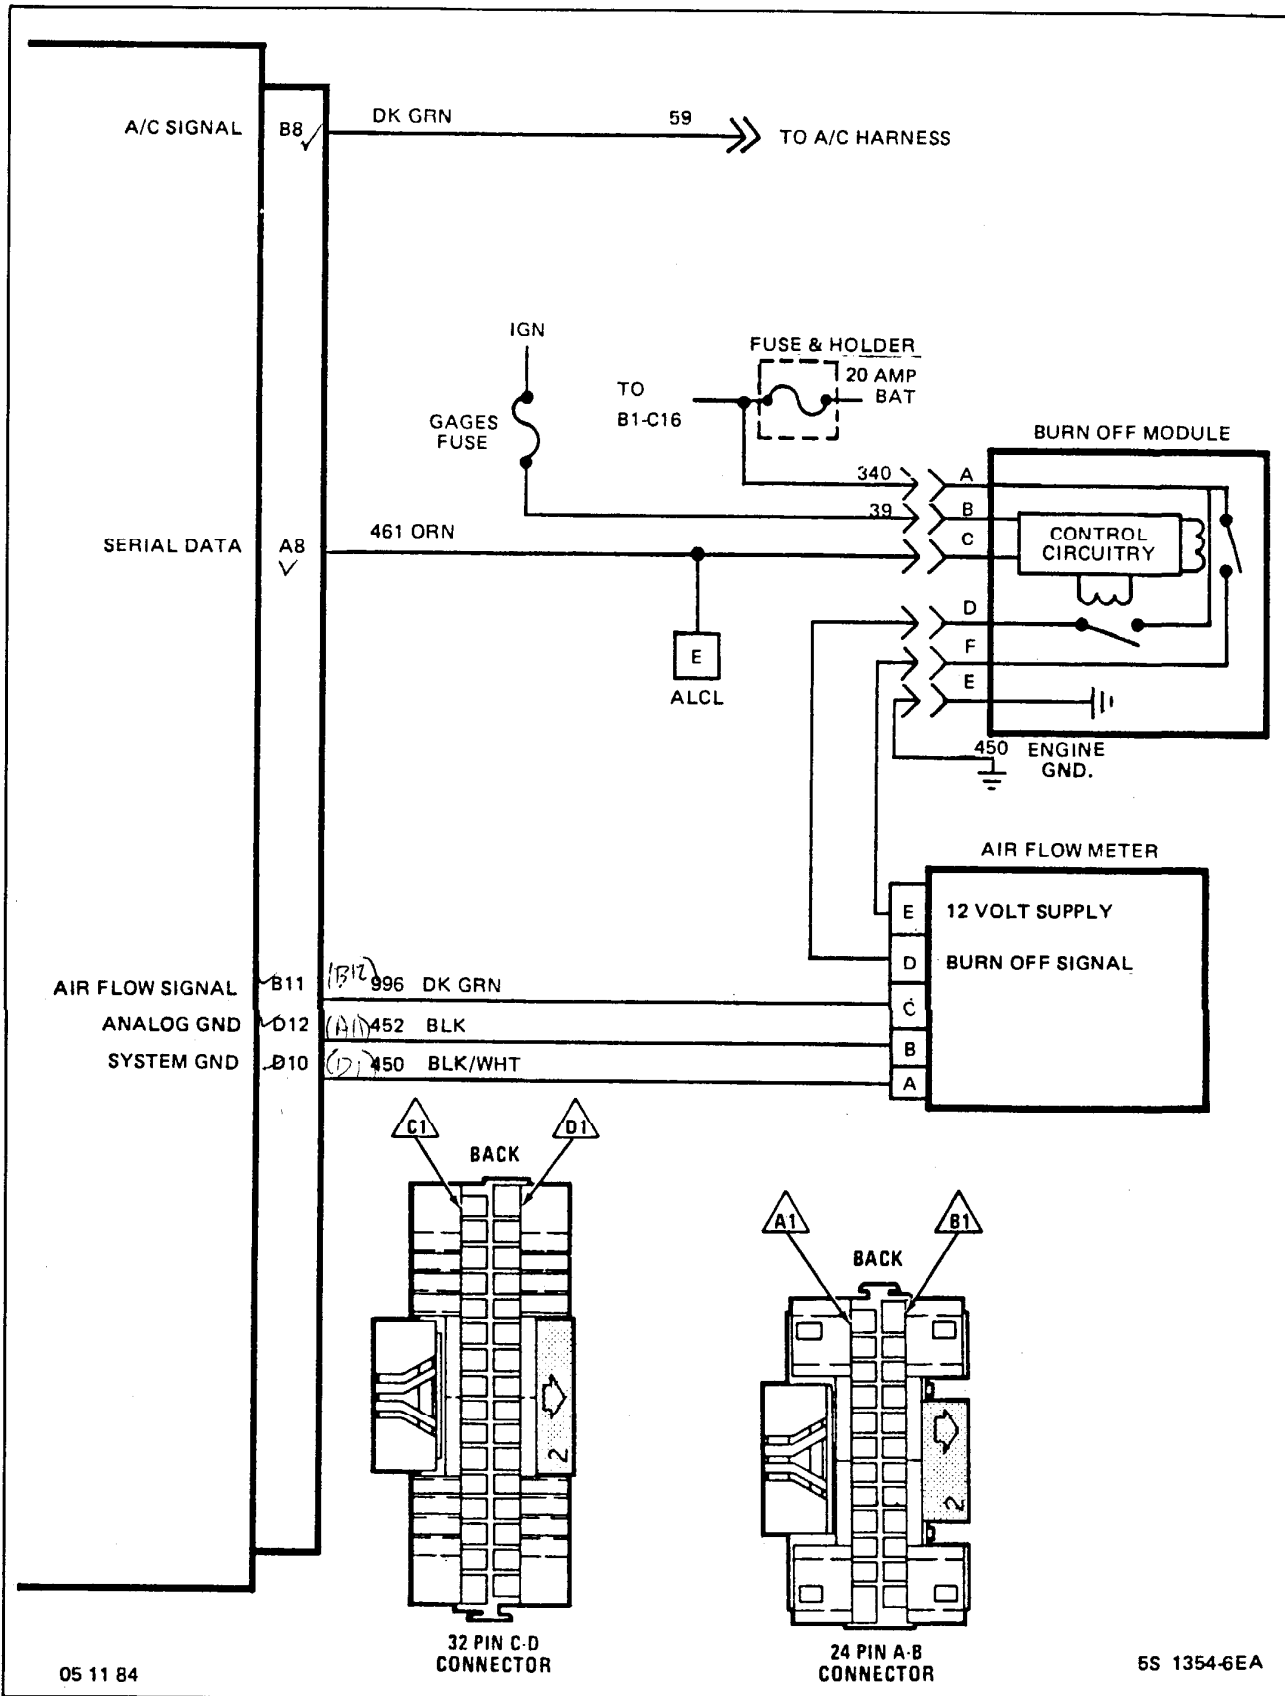 A/C SIGNAL B8 DK GRN 59 TO A/C HARNESS
IGN
GAGES
FUSE
FUSE & HOLDER
20 AMP
BAT
TO
B1-C16
BURN OFF MODULE
340 A
39 B
C
CONTROL
CIRCUITRY
SERIAL DATA A8 461 ORN
D
F
E
E
ALCL
450 ENGINE
GND.
AIR FLOW METER
E 12 VOLT SUPPLY
D BURN OFF SIGNAL
AIR FLOW SIGNAL B11 (B12) 996 DK GRN C
ANALOG GND D12 (A11) 452 BLK B
SYSTEM GND D10 (D1) 450 BLK/WHT A
C1 D1
BACK
2
32 PIN C-D
CONNECTOR
A1 B1
BACK
2
24 PIN A-B
CONNECTOR
05 11 84
5S 1354-6EA